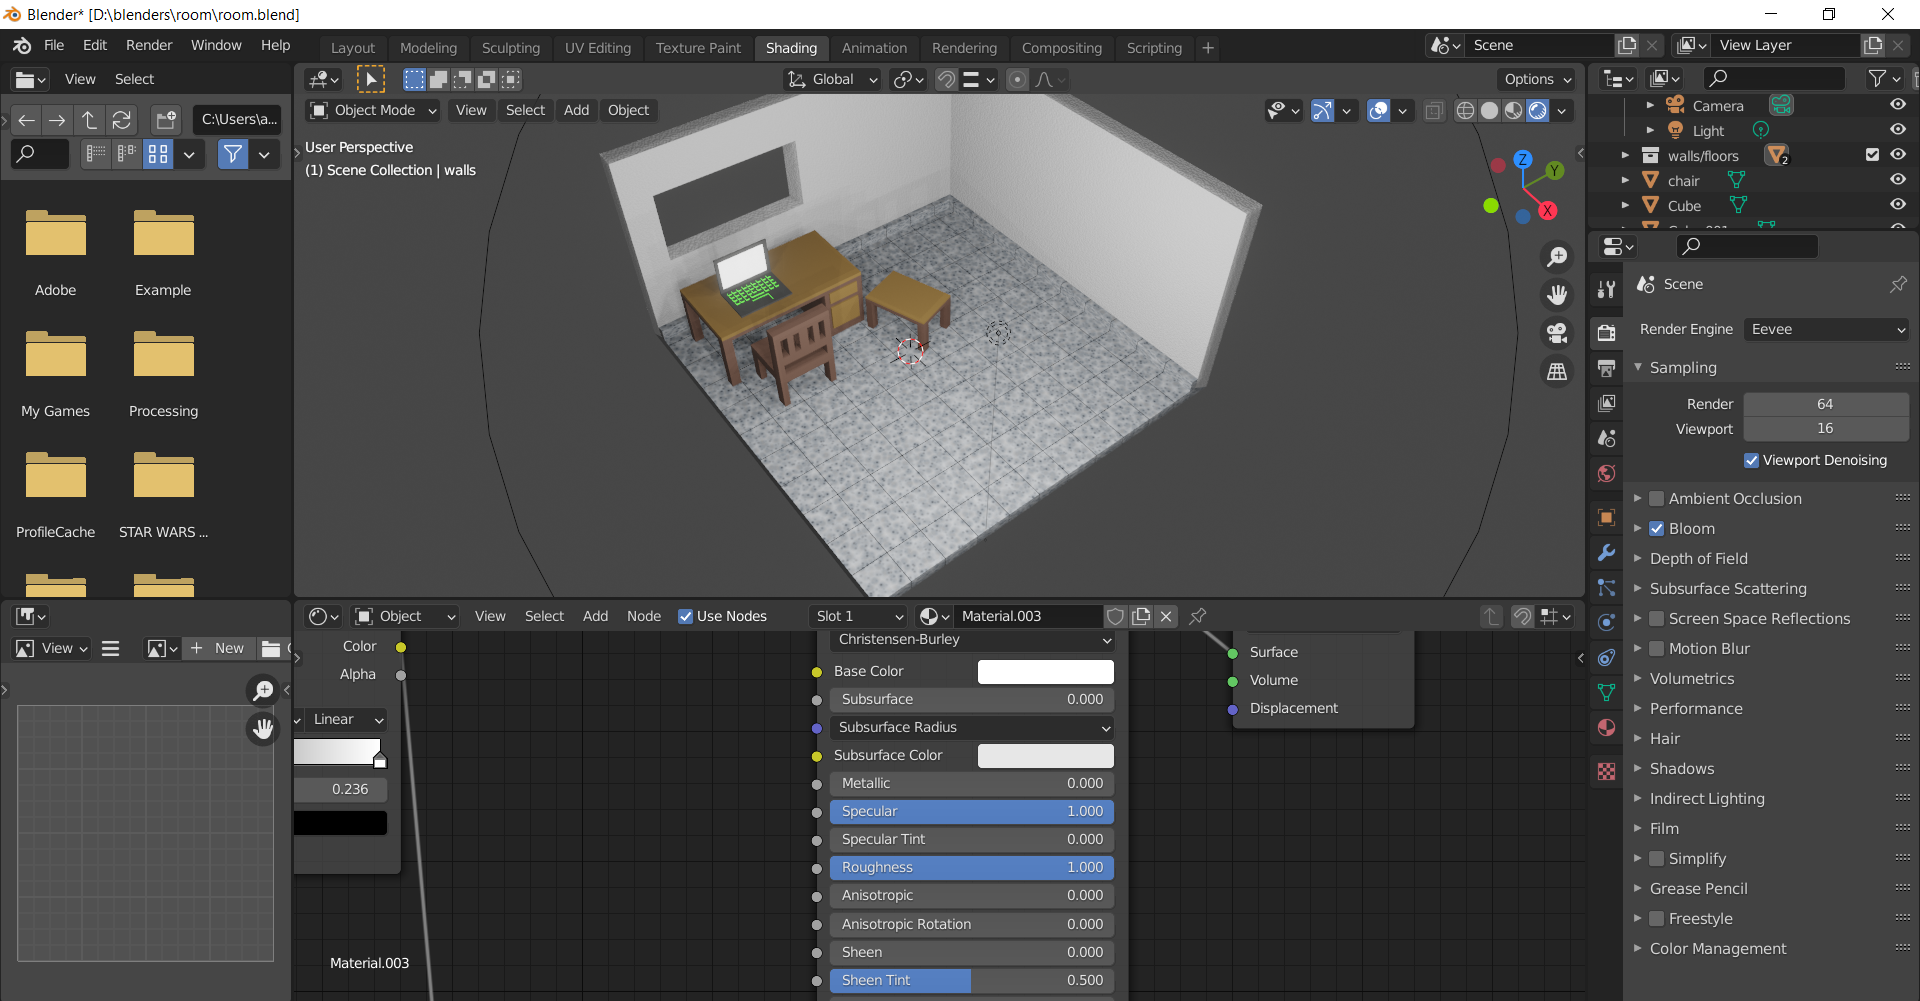 Blender* [D:\blenders\room\room.blend]
File Edit Render Window Help Layout Modeling Sculpting UV Editing Texture Paint Shading Animation Rendering Compositing Scripting + Scene View Layer
View Select
C:\Users\a...
Adobe Example
My Games Processing
ProfileCache STAR WARS ...
View + New
Global Options
Object Mode View Select Add Object
User Perspective
(1) Scene Collection | walls
Z
Y
X
Camera
Light
walls/floors 2
chair
Cube
Scene
Render Engine Eevee
Sampling
Render 64
Viewport 16
Viewport Denoising
Ambient Occlusion
Bloom
Depth of Field
Subsurface Scattering
Screen Space Reflections
Motion Blur
Volumetrics
Performance
Hair
Shadows
Indirect Lighting
Film
Simplify
Grease Pencil
Freestyle
Color Management
Object View Select Add Node Use Nodes Slot 1 Material.003
Color
Alpha
Linear
0.236
Material.003
Christensen-Burley
Base Color
Subsurface 0.000
Subsurface Radius
Subsurface Color
Metallic 0.000
Specular 1.000
Specular Tint 0.000
Roughness 1.000
Anisotropic 0.000
Anisotropic Rotation 0.000
Sheen 0.000
Sheen Tint 0.500
Surface
Volume
Displacement